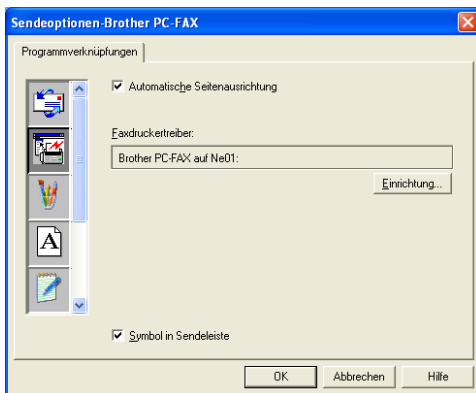 Sendeoptionen-Brother PC-FAX
Programmverknüpfungen
Automatische Seitenausrichtung
Faxdruckertreiber:
Brother PC-FAX auf Ne01:
Einrichtung...
A
Symbol in Sendeleiste
OK Abbrechen Hilfe